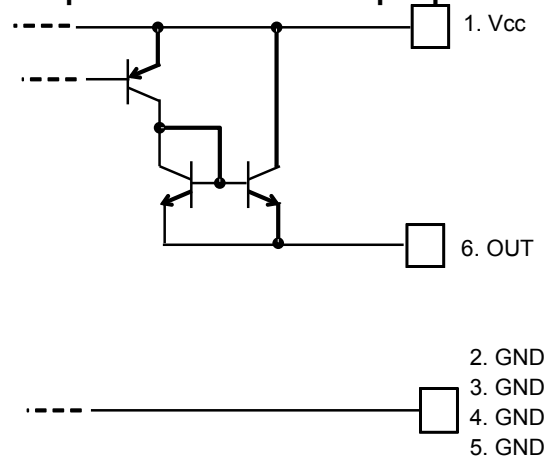 1. Vcc
6. OUT
2. GND
3. GND
4. GND
5. GND